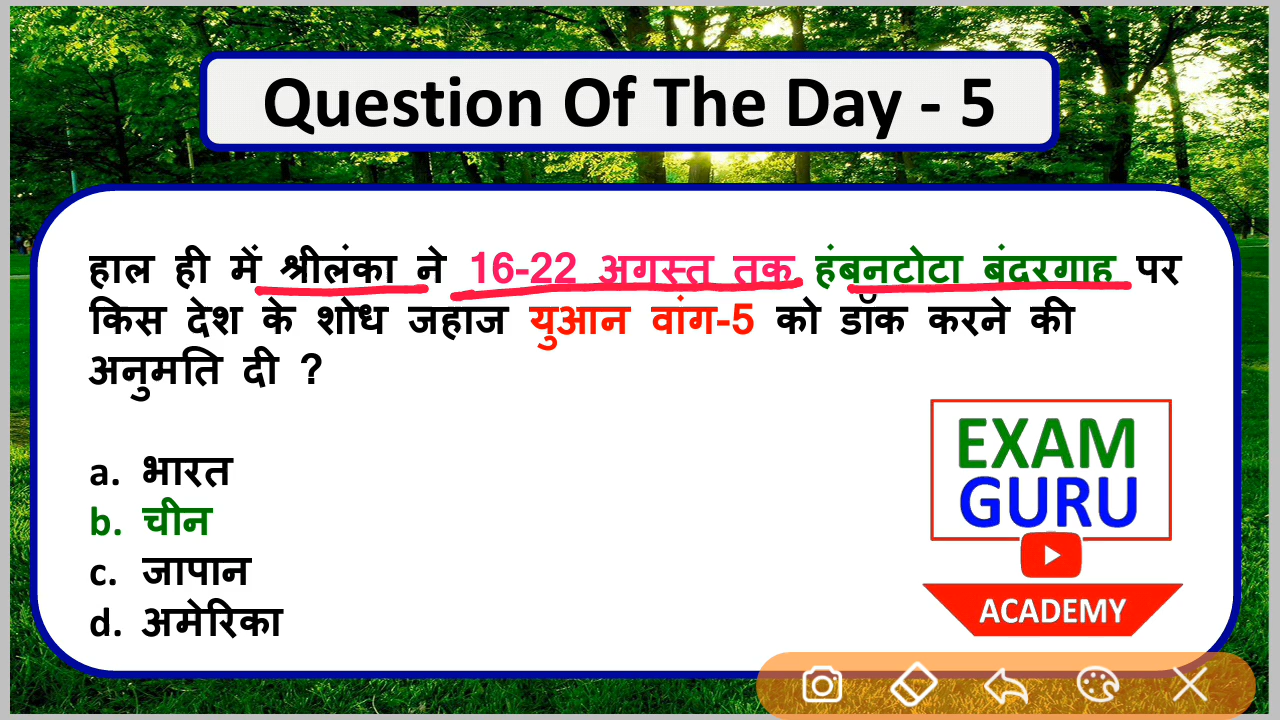 Question Of The Day - 5
हाल ही में श्रीलंका ने 16-22 अगस्त तक हंबनटोटा बंदरगाह पर
किस देश के शोध जहाज युआन वांग-5 को डॉक करने की
अनुमति दी ?
a. भारत
b. चीन
c. जापान
d. अमेरिका
EXAM
GURU
ACADEMY